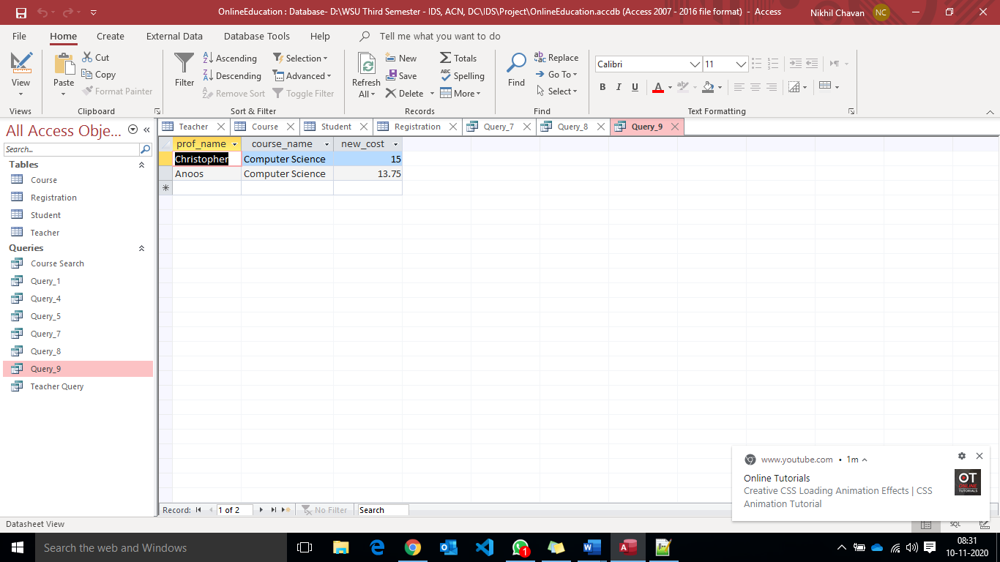 OnlineEducation : Database- D:\WSU Third Semester - IDS, ACN, DC\IDS\Project\OnlineEducation.accdb (Access 2007 - 2016 file format) - Access
Nikhil Chavan NC
File Home Create External Data Database Tools Help Tell me what you want to do
View
Views
Paste
Cut
Copy
Format Painter
Clipboard
Filter
Ascending
Descending
Remove Sort
Selection
Advanced
Toggle Filter
Sort & Filter
Refresh
All
New
Save
Delete
Totals
Spelling
More
Records
Find
Replace
Go To
Select
Find
Calibri 11
B I U A
Text Formatting
All Access Obje...
Search...
Tables
Course
Registration
Student
Teacher
Queries
Course Search
Query_1
Query_4
Query_5
Query_7
Query_8
Query_9
Teacher Query
Teacher Course Student Registration Query_7 Query_8 Query_9
prof_name course_name new_cost
Christopher Computer Science 15
Anoos Computer Science 13.75
Record: 1 of 2 No Filter Search
www.youtube.com • 1m
Online Tutorials
Creative CSS Loading Animation Effects | CSS
Animation Tutorial
OT
ONLINE
TUTORIALS
Datasheet View
SQL
Search the web and Windows
1
08:31
10-11-2020